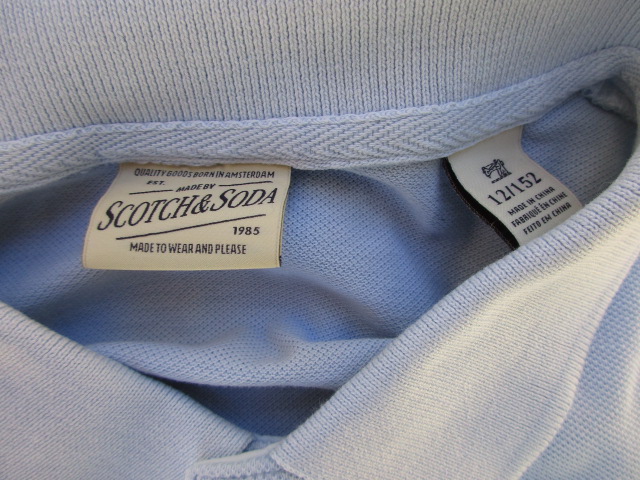 QUALITY GOODS BORN IN AMSTERDAM
EST.
MADE BY
SCOTCH & SODA
1985
MADE TO WEAR AND PLEASE
12/152
MADE IN CHINA
FABRIQUÉ EN CHINE
FEITO EM CHINA